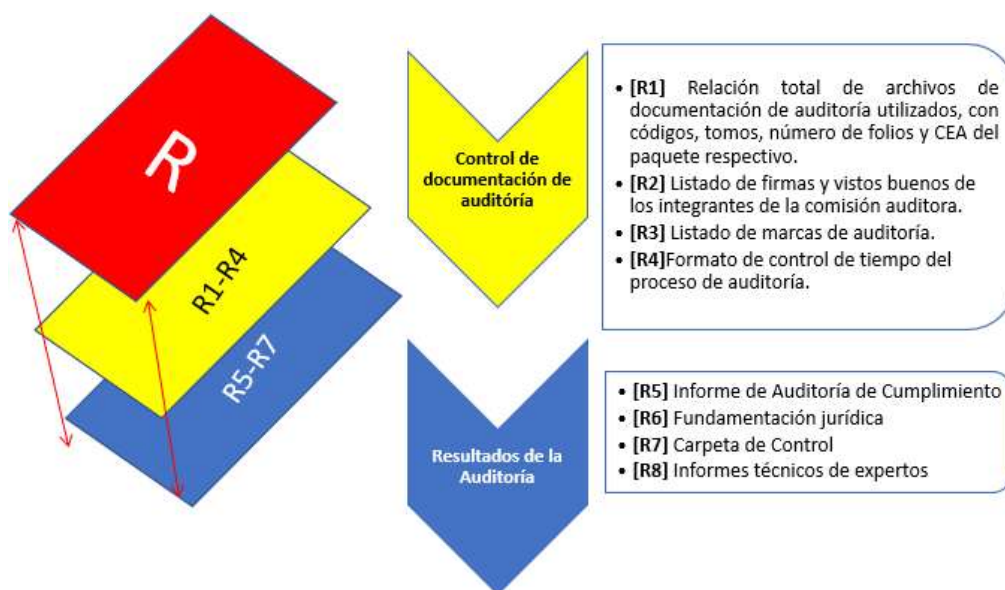 R
R1-R4
R5-R7
Control de
documentación de
auditóría
• [R1] Relación total de archivos de
documentación de auditoría utilizados, con
códigos, tomos, número de folios y CEA del
paquete respectivo.
• [R2] Listado de firmas y vistos buenos de
los integrantes de la comisión auditora.
• [R3] Listado de marcas de auditoría.
• [R4]Formato de control de tiempo del
proceso de auditoría.
Resultados de la
Auditoría
• [R5] Informe de Auditoría de Cumplimiento
• [R6] Fundamentación jurídica
• [R7] Carpeta de Control
• [R8] Informes técnicos de expertos